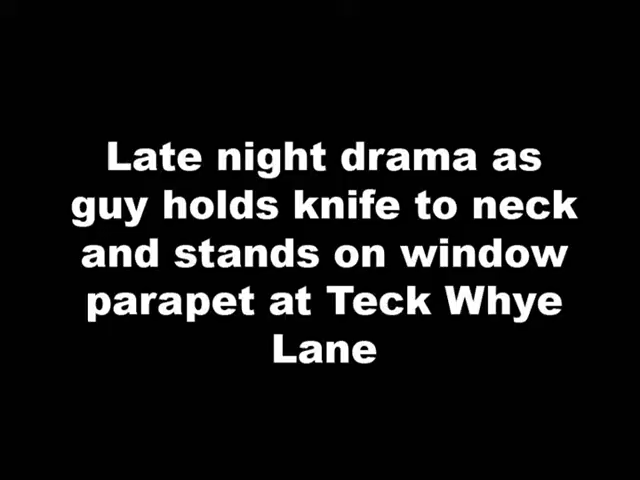 Late night drama as
guy holds knife to neck
and stands on window
parapet at Teck Whye
Lane